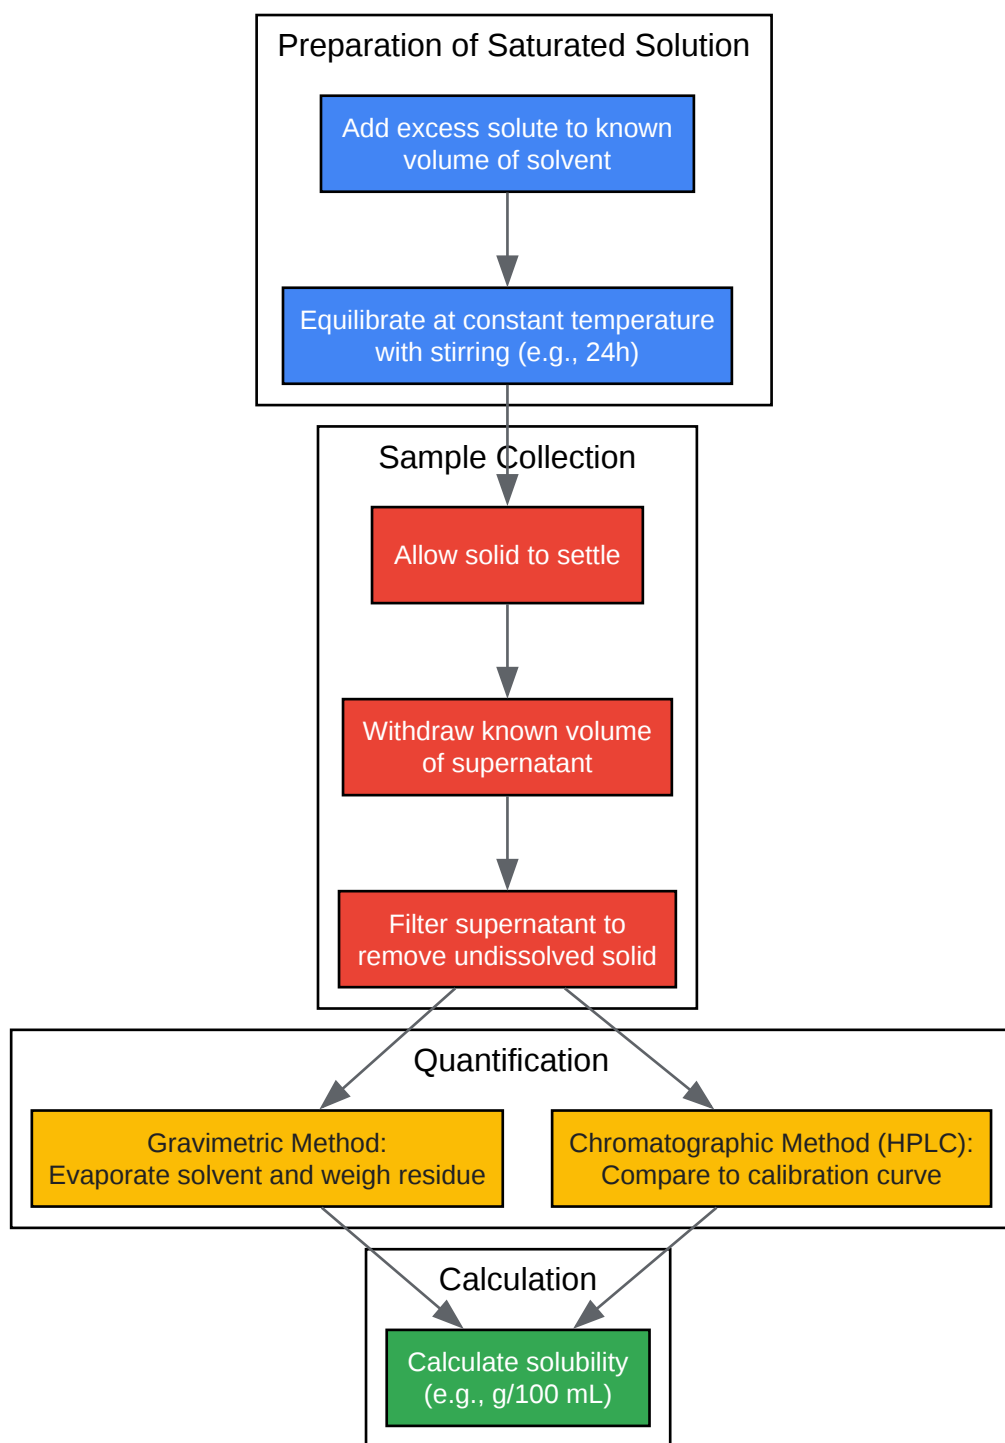 Preparation of Saturated Solution
Add excess solute to known
volume of solvent
Equilibrate at constant temperature
with stirring (e.g., 24h)
Sample Collection
Allow solid to settle
Withdraw known volume
of supernatant
Filter supernatant to
remove undissolved solid
Quantification
Gravimetric Method:
Evaporate solvent and weigh residue
Chromatographic Method (HPLC):
Compare to calibration curve
Calculation
Calculate solubility
(e.g., g/100 mL)